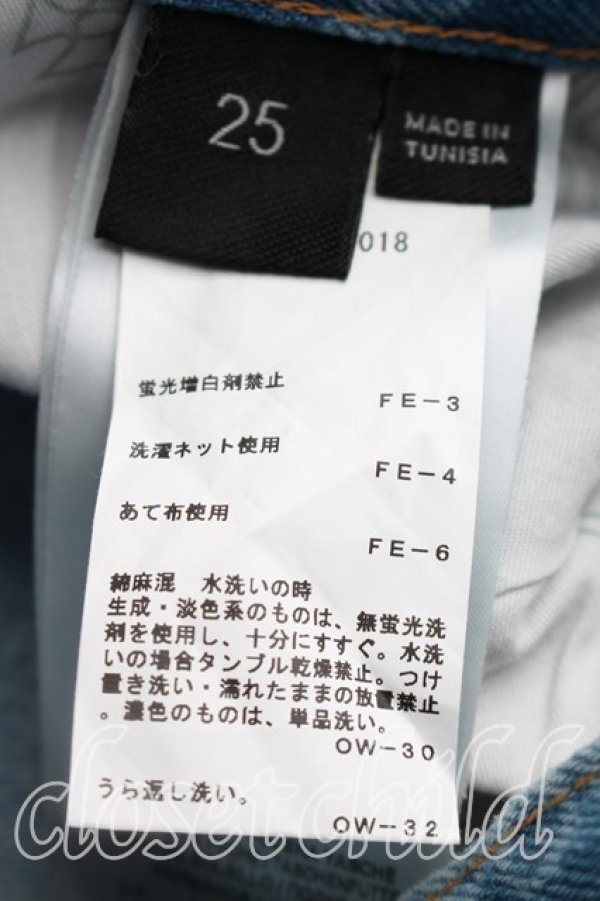 25
MADE IN
TUNISIA
018
蛍光増白剤禁止
FE-3
洗濯ネット使用
FE-4
あて布使用
FE-6
綿麻混 水洗いの時
生成・淡色系のものは、無蛍光洗
剤を使用し、十分にすすぐ。水洗
いの場合タンブル乾燥禁止。つけ
置き洗い・濡れたままの放置禁止
。濃色のものは、単品洗い。
OW-30
うら返し洗い。
OW-32
closet child